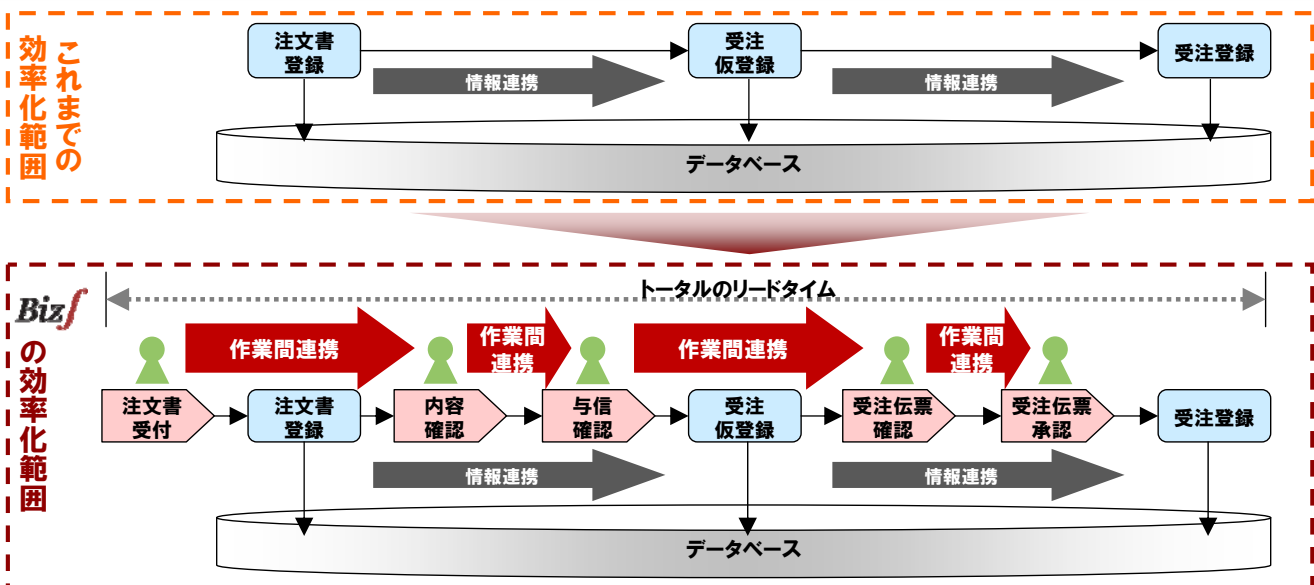 これまでの
効率化範囲
注文書
登録
受注
仮登録
受注登録
情報連携
情報連携
データベース
Biz∫
の効率化範囲
トータルのリードタイム
作業間連携
作業間
連携
作業間連携
作業間
連携
注文書
受付
注文書
登録
内容
確認
与信
確認
受注
仮登録
受注伝票
確認
受注伝票
承認
受注登録
情報連携
情報連携
データベース